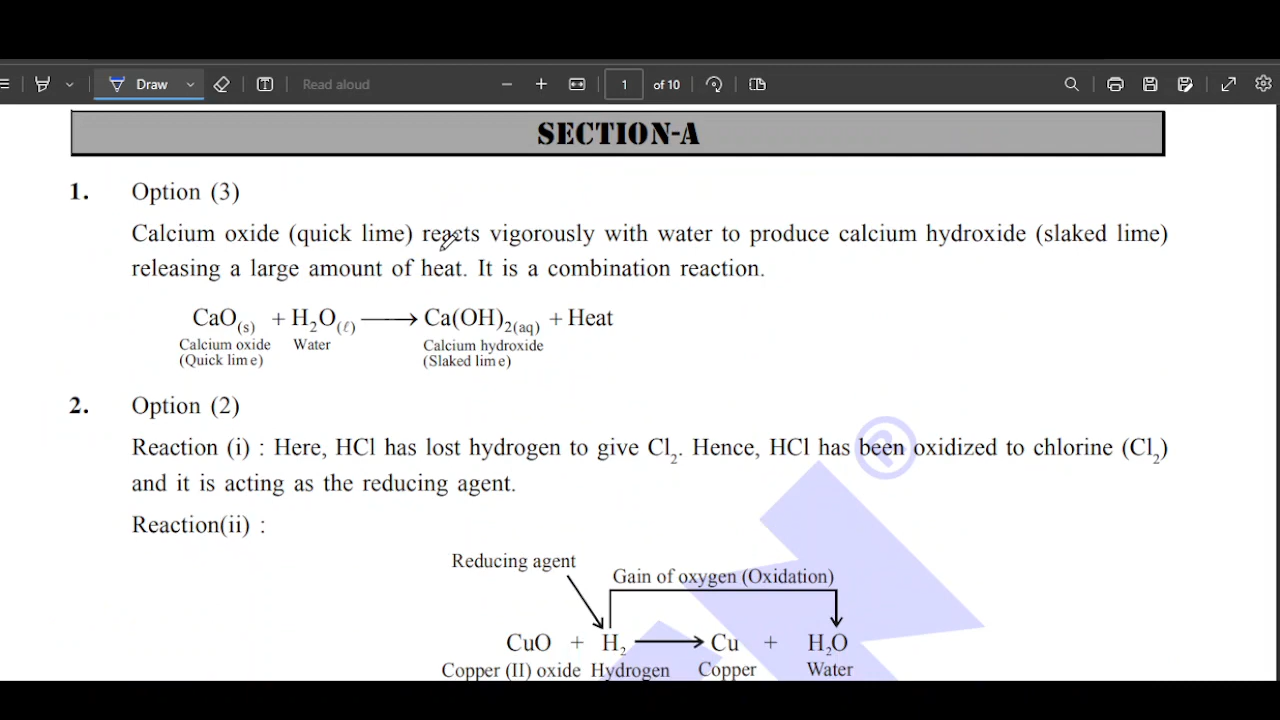 Draw
Read aloud
1
of 10
SECTION-A
1. Option (3)
Calcium oxide (quick lime) reacts vigorously with water to produce calcium hydroxide (slaked lime)
releasing a large amount of heat. It is a combination reaction.
CaO(s) + H₂O(ℓ) ⟶ Ca(OH)₂(aq) + Heat
Calcium oxide Water Calcium hydroxide
(Quick lime) (Slaked lime)
2. Option (2)
Reaction (i) : Here, HCl has lost hydrogen to give Cl₂. Hence, HCl has been oxidized to chlorine (Cl₂)
and it is acting as the reducing agent.
Reaction(ii) :
Reducing agent
Gain of oxygen (Oxidation)
CuO + H₂ ⟶ Cu + H₂O
Copper (II) oxide Hydrogen Copper Water